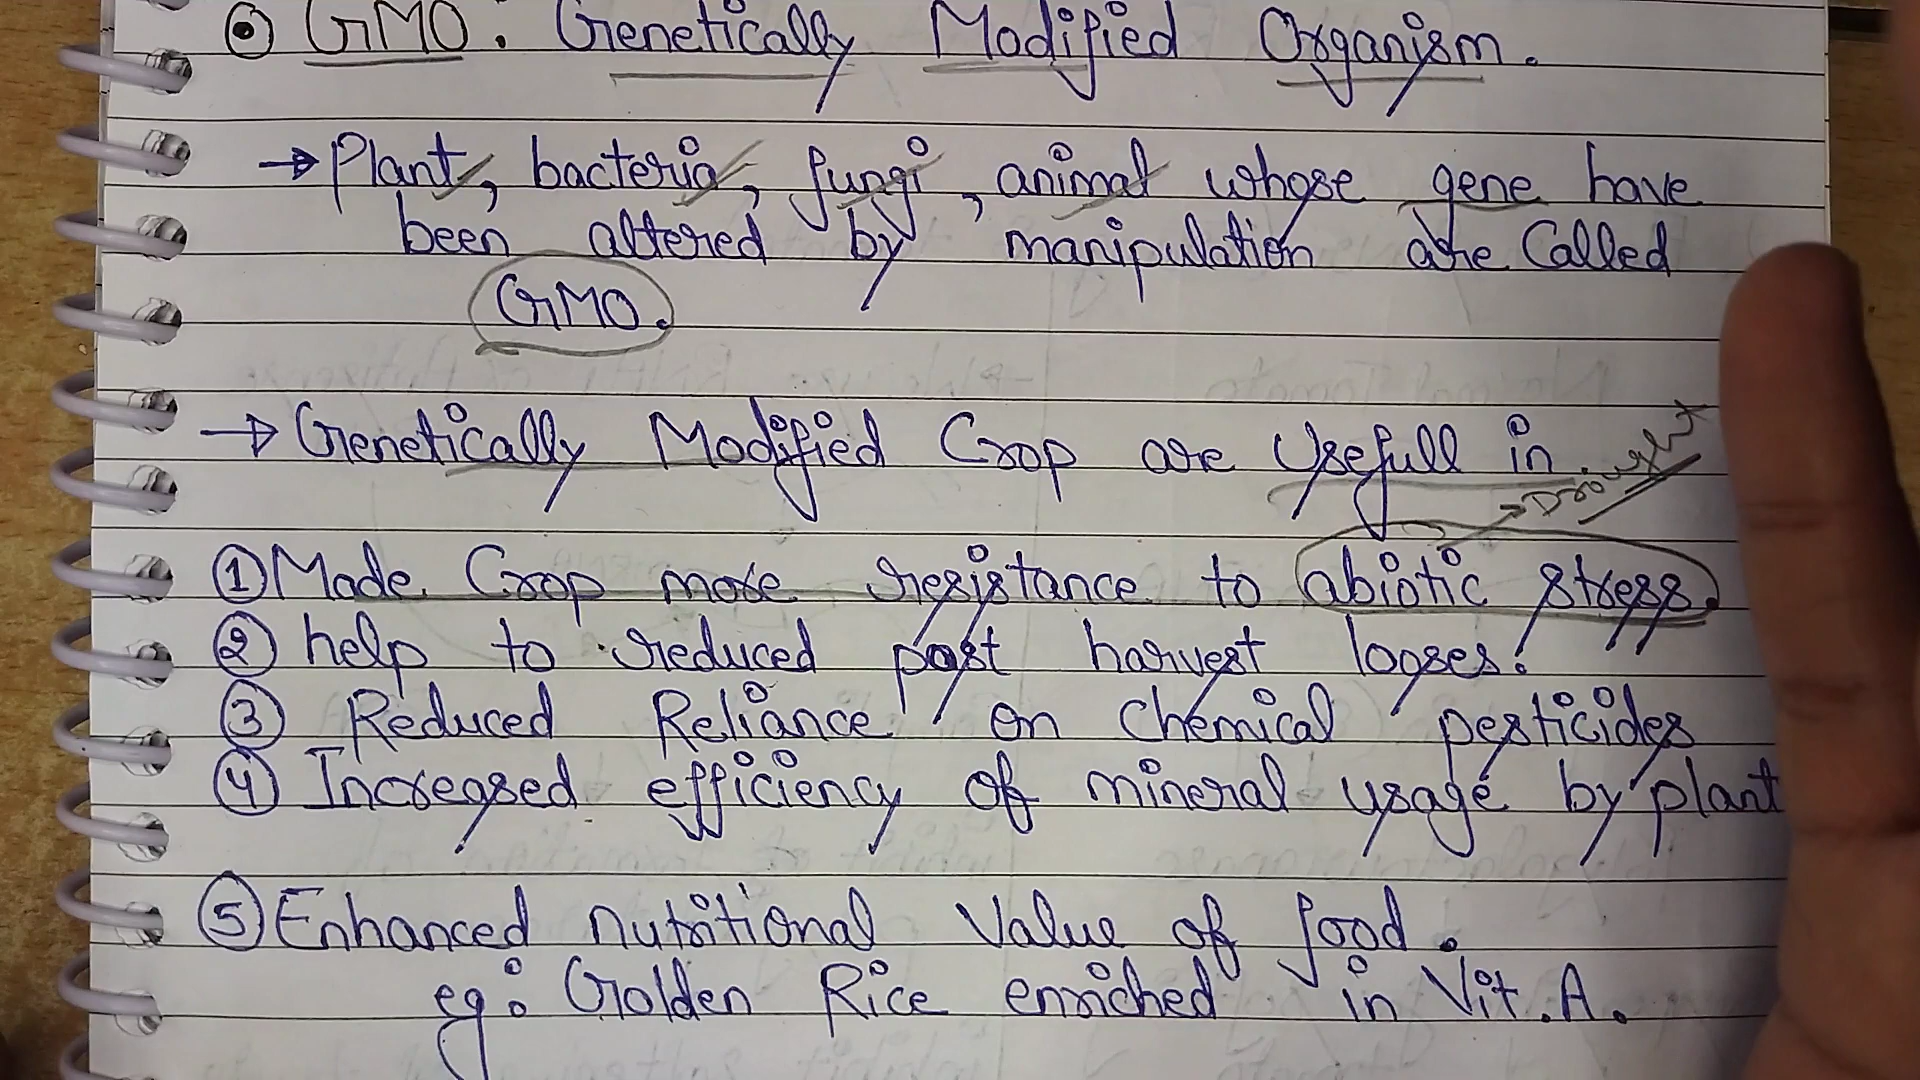 GMO: Genetically Modified Organism.
→ Plant, bacteria, fungi, animal whose gene have
been altered by manipulation are Called
GMO.
→ Genetically Modified Crop are Usefull in.
→ Drought
① Made Crop more resistance to abiotic stress.
② help to reduced post harvest looses.
③ Reduced Reliance on Chemical pesticides
④ Increased efficiency of mineral usage by plant
⑤ Enhanced nutritional Value of food.
eg: Golden Rice enriched in Vit. A.